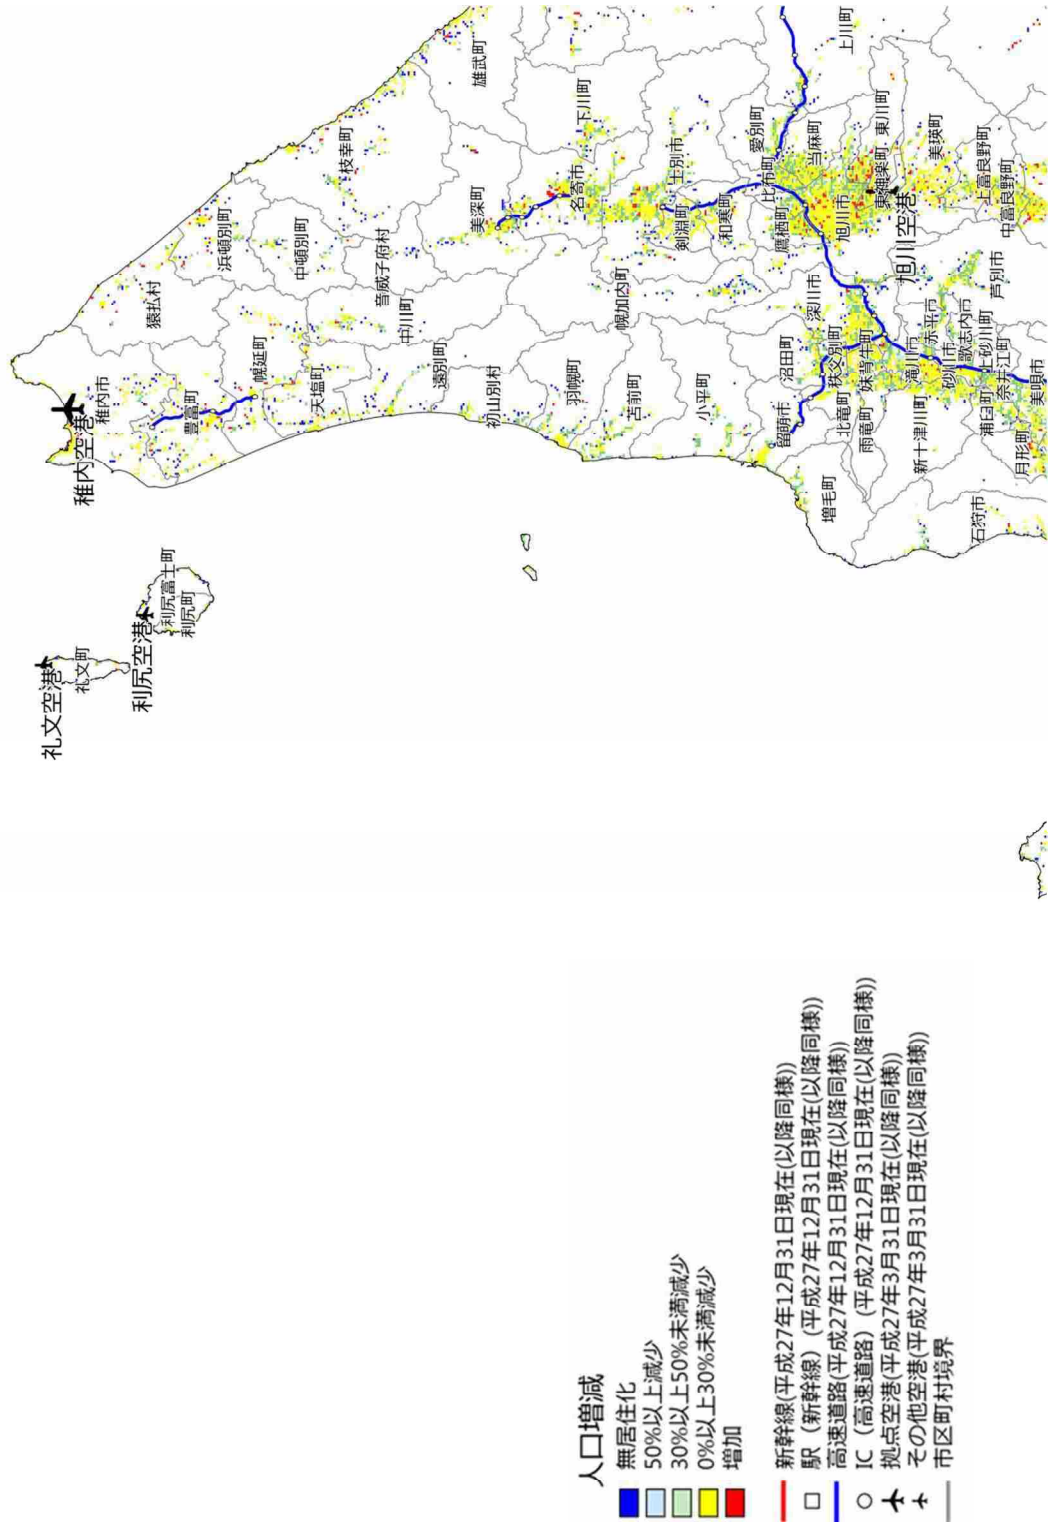 人口増減
無居住化
50%以上減少
30%以上50%未満減少
0%以上30%未満減少
増加
新幹線(平成27年12月31日現在(以降同様))
駅（新幹線）(平成27年12月31日現在(以降同様))
高速道路(平成27年12月31日現在(以降同様))
IC（高速道路）(平成27年12月31日現在(以降同様))
拠点空港(平成27年3月31日現在(以降同様))
その他空港(平成27年3月31日現在(以降同様))
市区町村境界
礼文空港
礼文町
利尻空港
利尻富士町
利尻町
稚内空港
稚内市
猿払村
豊富町
浜頓別町
幌延町
中頓別町
枝幸町
天塩町
音威子府村
中川町
遠別町
雄武町
美深町
初山別村
羽幌町
名寄市
下川町
幌加内町
苫前町
士別市
剣淵町
小平町
和寒町
愛別町
比布町
留萌市
沼田町
鷹栖町
当麻町
深川市
秩父別町
増毛町
北竜町
旭川市
上川町
妹背牛町
雨竜町
東神楽町
東川町
旭川空港
滝川市
新十津川町
赤平市
美瑛町
砂川市
歌志内市
石狩市
浦臼町
上砂川町
上富良野町
芦別市
奈井江町
中富良野町
月形町
美唄市